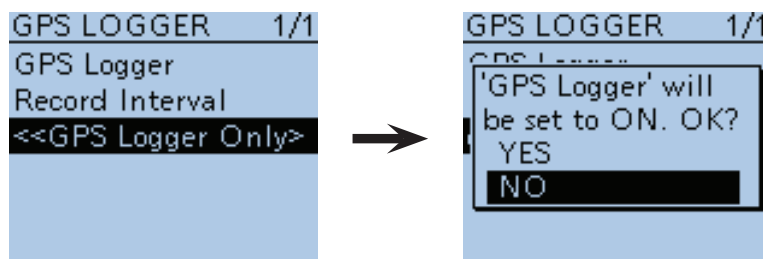 GPS LOGGER 1/1
GPS Logger
Record Interval
<<GPS Logger Only>
GPS LOGGER 1/1
'GPS Logger' will
be set to ON. OK?
YES
NO